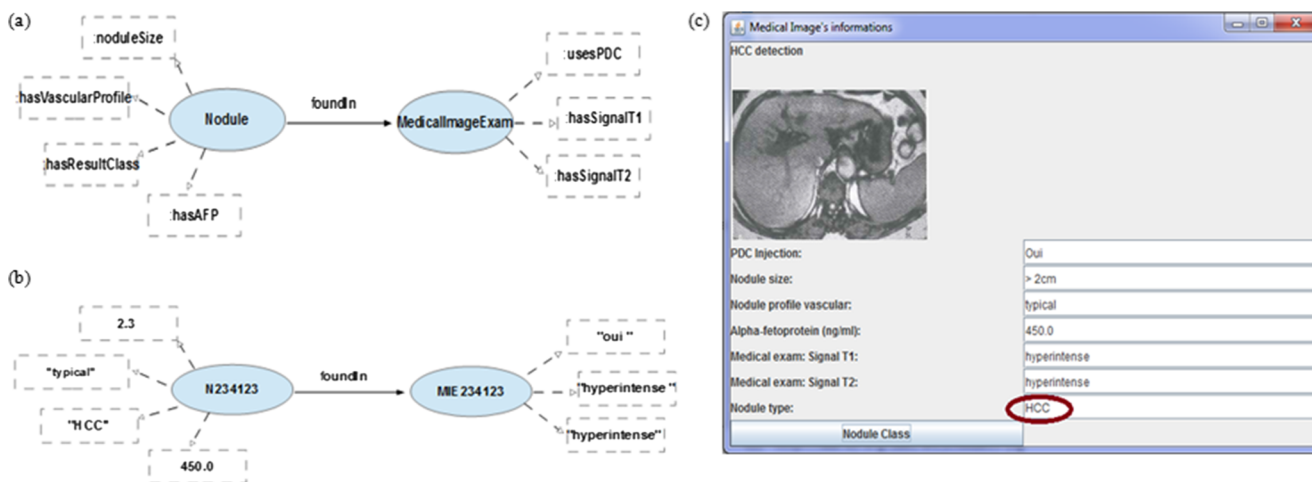 (a)
:noduleSize
:hasVascularProfile
:hasResultClass
:hasAFP
Nodule
foundIn
MedicalImageExam
:usesPDC
:hasSignalT1
:hasSignalT2
(b)
2.3
"typical"
"HCC"
450.0
N234123
foundIn
MIE234123
"oui "
"hyperintense "
"hyperintense"
(c)
Medical Image's informations
HCC detection
PDC Injection: Oui
Nodule size: > 2cm
Nodule profile vascular: typical
Alpha-fetoprotein (ng/ml): 450.0
Medical exam: Signal T1: hyperintense
Medical exam: Signal T2: hyperintense
Nodule type: HCC
Nodule Class